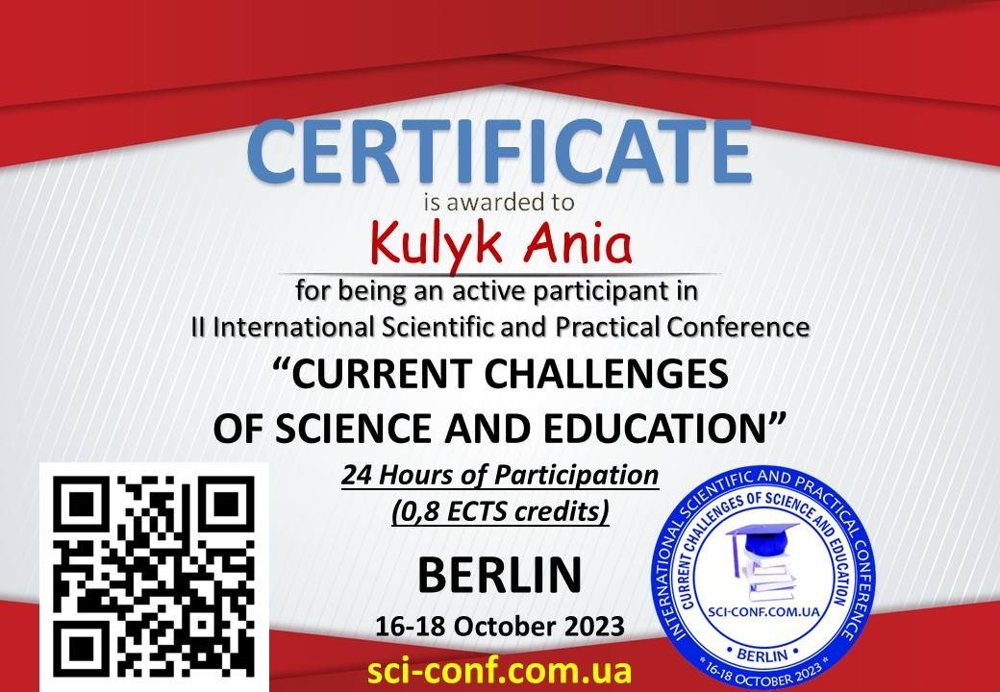 CERTIFICATE
is awarded to
Kulyk Ania
for being an active participant in
II International Scientific and Practical Conference
“CURRENT CHALLENGES
OF SCIENCE AND EDUCATION”
24 Hours of Participation
(0,8 ECTS credits)
BERLIN
16-18 October 2023
sci-conf.com.ua
INTERNATIONAL SCIENTIFIC AND PRACTICAL CONFERENCE
CURRENT CHALLENGES OF SCIENCE AND EDUCATION
SCI-CONF.COM.UA
• BERLIN •
* 16-18 OCTOBER 2023 *